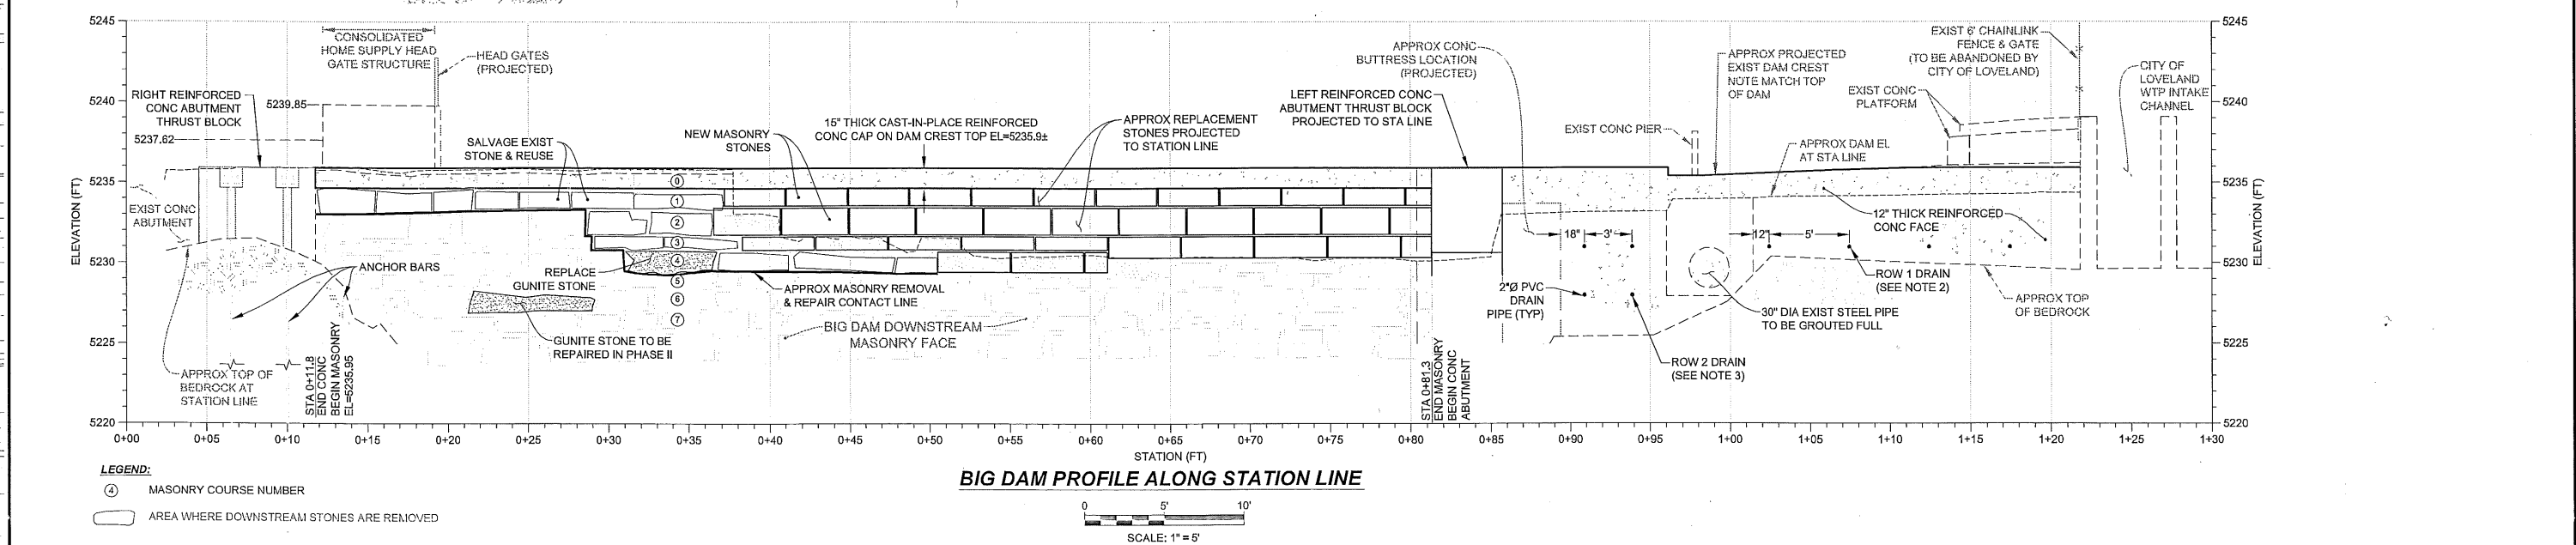 5245
5240
5235
5230
5225
5220
ELEVATION (FT)
CONSOLIDATED
HOME SUPPLY HEAD
GATE STRUCTURE
HEAD GATES
(PROJECTED)
RIGHT REINFORCED
CONC ABUTMENT
THRUST BLOCK
5239.85
5237.62
SALVAGE EXIST
STONE & REUSE
NEW MASONRY
STONES
15" THICK CAST-IN-PLACE REINFORCED
CONC CAP ON DAM CREST TOP EL=5235.9±
APPROX REPLACEMENT
STONES PROJECTED
TO STATION LINE
LEFT REINFORCED CONC
ABUTMENT THRUST BLOCK
PROJECTED TO STA LINE
APPROX CONC
BUTTRESS LOCATION
(PROJECTED)
EXIST CONC PIER
APPROX PROJECTED
EXIST DAM CREST
NOTE MATCH TOP
OF DAM
APPROX DAM EL
AT STA LINE
EXIST 6' CHAINLINK
FENCE & GATE
(TO BE ABANDONED BY
CITY OF LOVELAND)
EXIST CONC
PLATFORM
CITY OF
LOVELAND
WTP INTAKE
CHANNEL
5245
5240
5235
5230
5225
5220
ELEVATION (FT)
EXIST CONC
ABUTMENT
ANCHOR BARS
APPROX TOP OF
BEDROCK AT
STATION LINE
STA 0+11.8
END CONC
BEGIN MASONRY
EL=5235.95
0
1
2
3
4
5
6
7
REPLACE
GUNITE STONE
GUNITE STONE TO BE
REPAIRED IN PHASE II
APPROX MASONRY REMOVAL
& REPAIR CONTACT LINE
BIG DAM DOWNSTREAM
MASONRY FACE
STA 0+81.3
END MASONRY
BEGIN CONC
ABUTMENT
18"
3'
12"
5'
2"Ø PVC
DRAIN
PIPE (TYP)
ROW 2 DRAIN
(SEE NOTE 3)
30" DIA EXIST STEEL PIPE
TO BE GROUTED FULL
12" THICK REINFORCED
CONC FACE
ROW 1 DRAIN
(SEE NOTE 2)
APPROX TOP
OF BEDROCK
0+00 0+05 0+10 0+15 0+20 0+25 0+30 0+35 0+40 0+45 0+50 0+55 0+60 0+65 0+70 0+75 0+80 0+85 0+90 0+95 1+00 1+05 1+10 1+15 1+20 1+25 1+30
STATION (FT)
BIG DAM PROFILE ALONG STATION LINE
0 5' 10'
SCALE: 1" = 5'
LEGEND:
4 MASONRY COURSE NUMBER
AREA WHERE DOWNSTREAM STONES ARE REMOVED